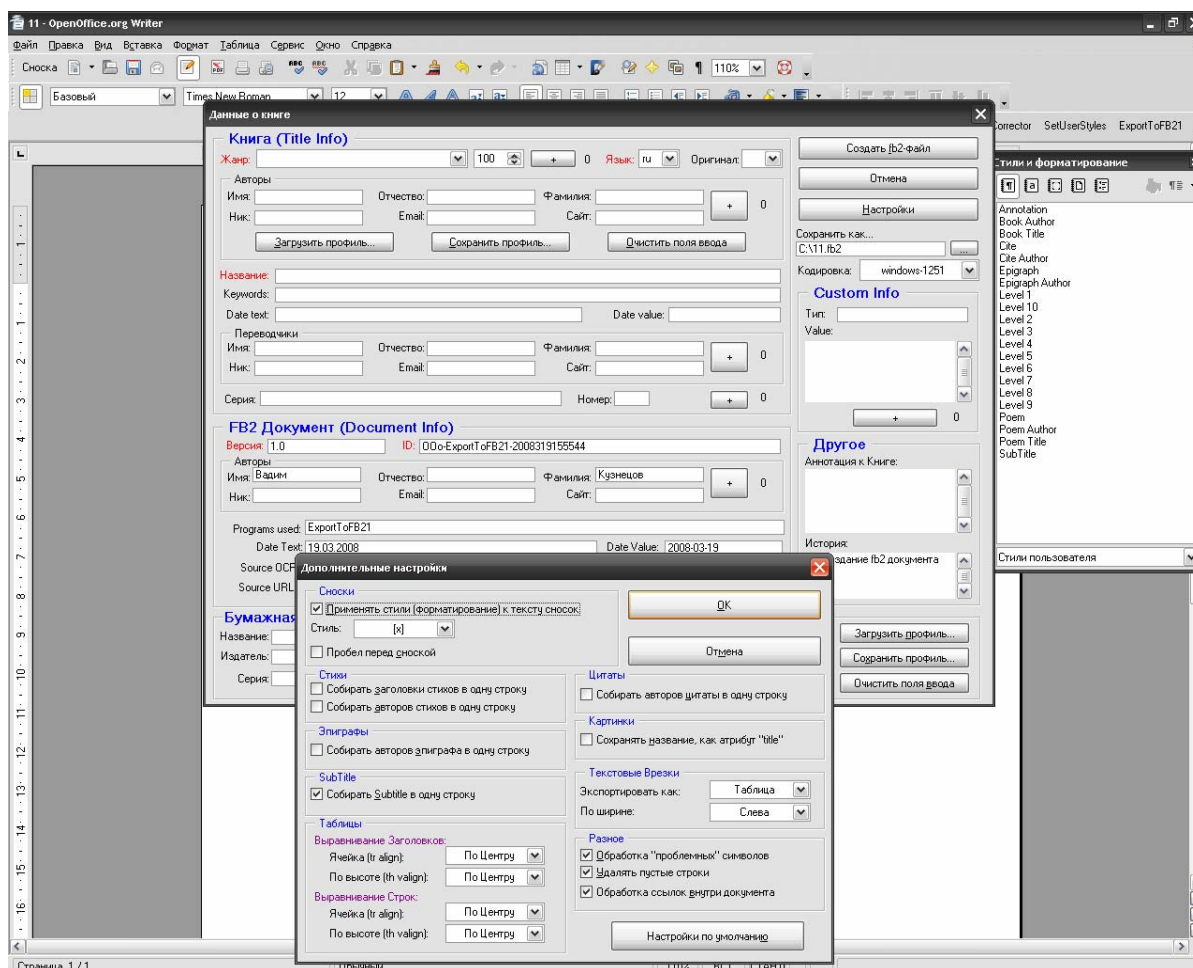 11 - OpenOffice.org Writer
Файл Правка Вид Вставка Формат Таблица Сервис Окно Справка
Сноска 110%
Базовый Times New Roman 12
Corrector SetUserStyles ExportToFB21
Данные о книге
Книга (Title Info)
Жанр: 100 + 0 Язык: ru Оригинал:
Авторы
Имя: Отчество: Фамилия:
+ 0
Ник: Email: Сайт:
Загрузить профиль... Сохранить профиль... Очистить поля ввода
Название:
Keywords:
Date text: Date value:
Переводчики
Имя: Отчество: Фамилия:
+ 0
Ник: Email: Сайт:
Серия: Номер: + 0
FB2 Документ (Document Info)
Версия: 1.0 ID: OOo-ExportToFB21-2008319155544
Авторы
Имя: Вадим Отчество: Фамилия: Кузнецов
+ 0
Ник: Email: Сайт:
Programs used: ExportToFB21
Date Text: 19.03.2008 Date Value: 2008-03-19
Source OCR
Source URL
Бумажная
Название:
Издатель:
Серия:
Создать fb2-файл
Отмена
Настройки
Сохранить как...
C:\11.fb2 ...
Кодировка: windows-1251
Custom Info
Тип:
Value:
+ 0
Другое
Аннотация к Книге:
История:
здание fb2 документа
Загрузить профиль...
Сохранить профиль...
Очистить поля ввода
Стили и форматирование
Annotation
Book Author
Book Title
Cite
Cite Author
Epigraph
Epigraph Author
Level 1
Level 10
Level 2
Level 3
Level 4
Level 5
Level 6
Level 7
Level 8
Level 9
Poem
Poem Author
Poem Title
SubTitle
Стили пользователя
Дополнительные настройки
Сноски
Применять стили (форматирование) к тексту сносок
Стиль: [x]
Пробел перед сноской
OK
Отмена
Стихи
Собирать заголовки стихов в одну строку
Собирать авторов стихов в одну строку
Эпиграфы
Собирать авторов эпиграфа в одну строку
SubTitle
Собирать Subtitle в одну строку
Таблицы
Выравнивание Заголовков:
Ячейка (tr align): По Центру
По высоте (th valign): По Центру
Выравнивание Строк:
Ячейка (tr align): По Центру
По высоте (th valign): По Центру
Цитаты
Собирать авторов цитаты в одну строку
Картинки
Сохранять название, как атрибут "title"
Текстовые Врезки
Экспортировать как: Таблица
По ширине: Слева
Разное
Обработка "проблемных" символов
Удалять пустые строки
Обработка ссылок внутри документа
Настройки по умолчанию
Страница 1 / 1 Обычный